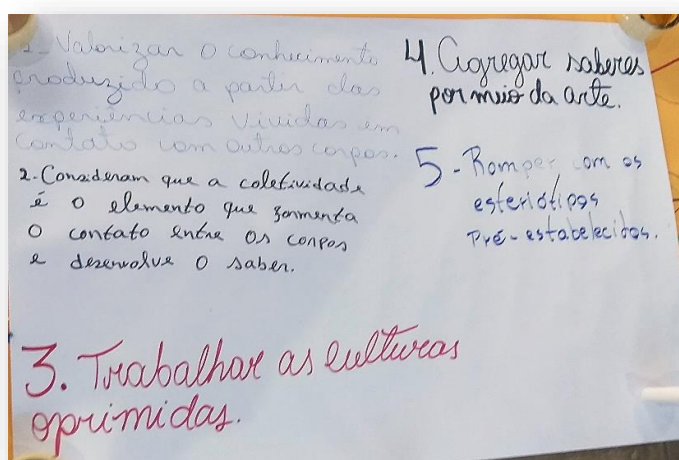 1-Valorizar o conhecimento
produzido a partir das
experiências vividas em
contato com outros corpos.
2-Consideram que a coletividade
é o elemento que fomenta
o contato entre os corpos
e desenvolve o saber.
3. Trabalhar as culturas
oprimidas.
4. Agregar saberes
por meio da arte.
5-Romper com os
esteriótipos
Pré-estabelecidos.